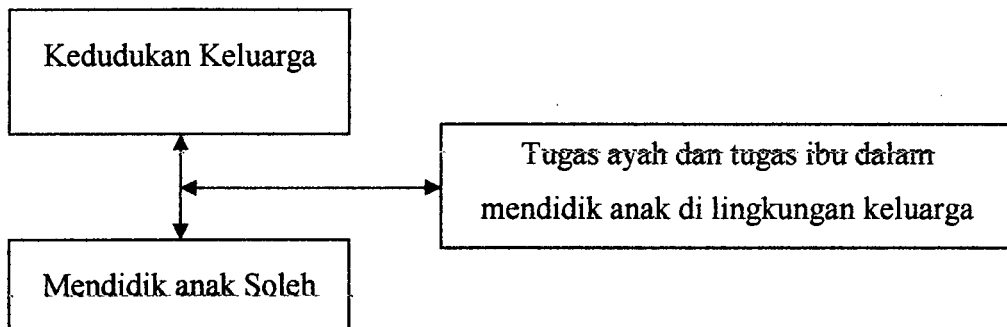 Kedudukan Keluarga
Tugas ayah dan tugas ibu dalam
mendidik anak di lingkungan keluarga
Mendidik anak Soleh